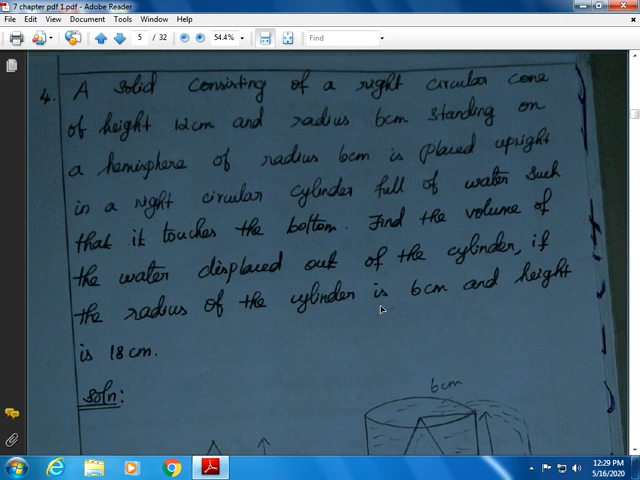 7 chapter pdf 1.pdf - Adobe Reader
File Edit View Document Tools Window Help
5 / 32 54.4% Find
4. A solid consisting of a right circular cone
of height 12cm and radius 6cm standing on
a hemisphere of radius 6cm is placed upright
in a right circular cylinder full of water such
that it touches the bottom. Find the volume of
the water displaced out of the cylinder, if
the radius of the cylinder is 6cm and height
is 18cm.
Soln:
6cm
12:29 PM
5/16/2020